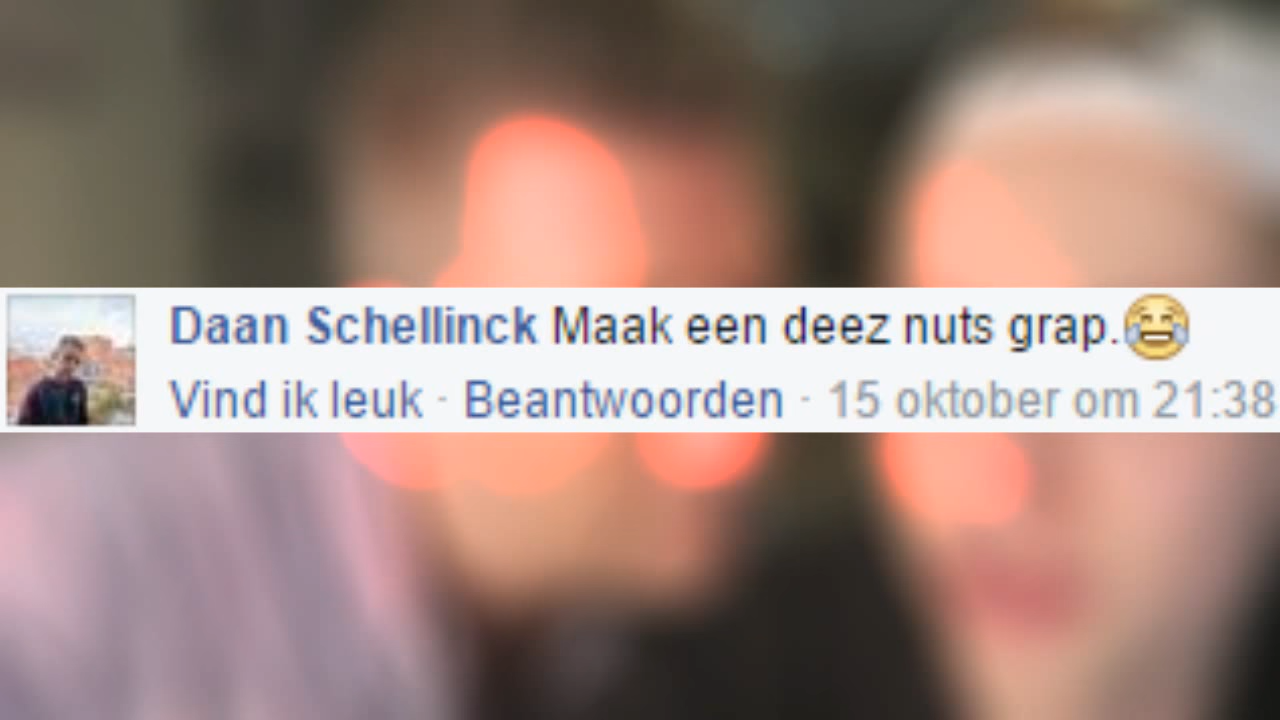 Daan Schellinck Maak een deez nuts grap.😂
Vind ik leuk · Beantwoorden · 15 oktober om 21:38